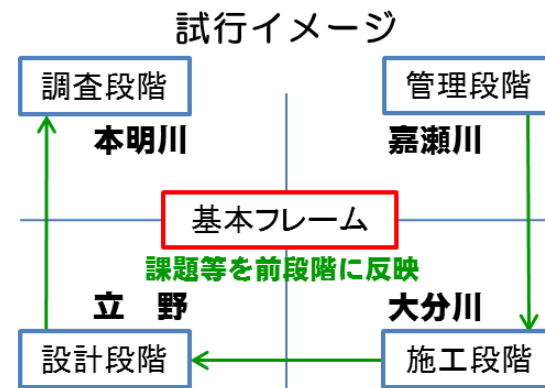 試行イメージ
調査段階
管理段階
本明川
嘉瀬川
基本フレーム
課題等を前段階に反映
立　野
大分川
設計段階
施工段階